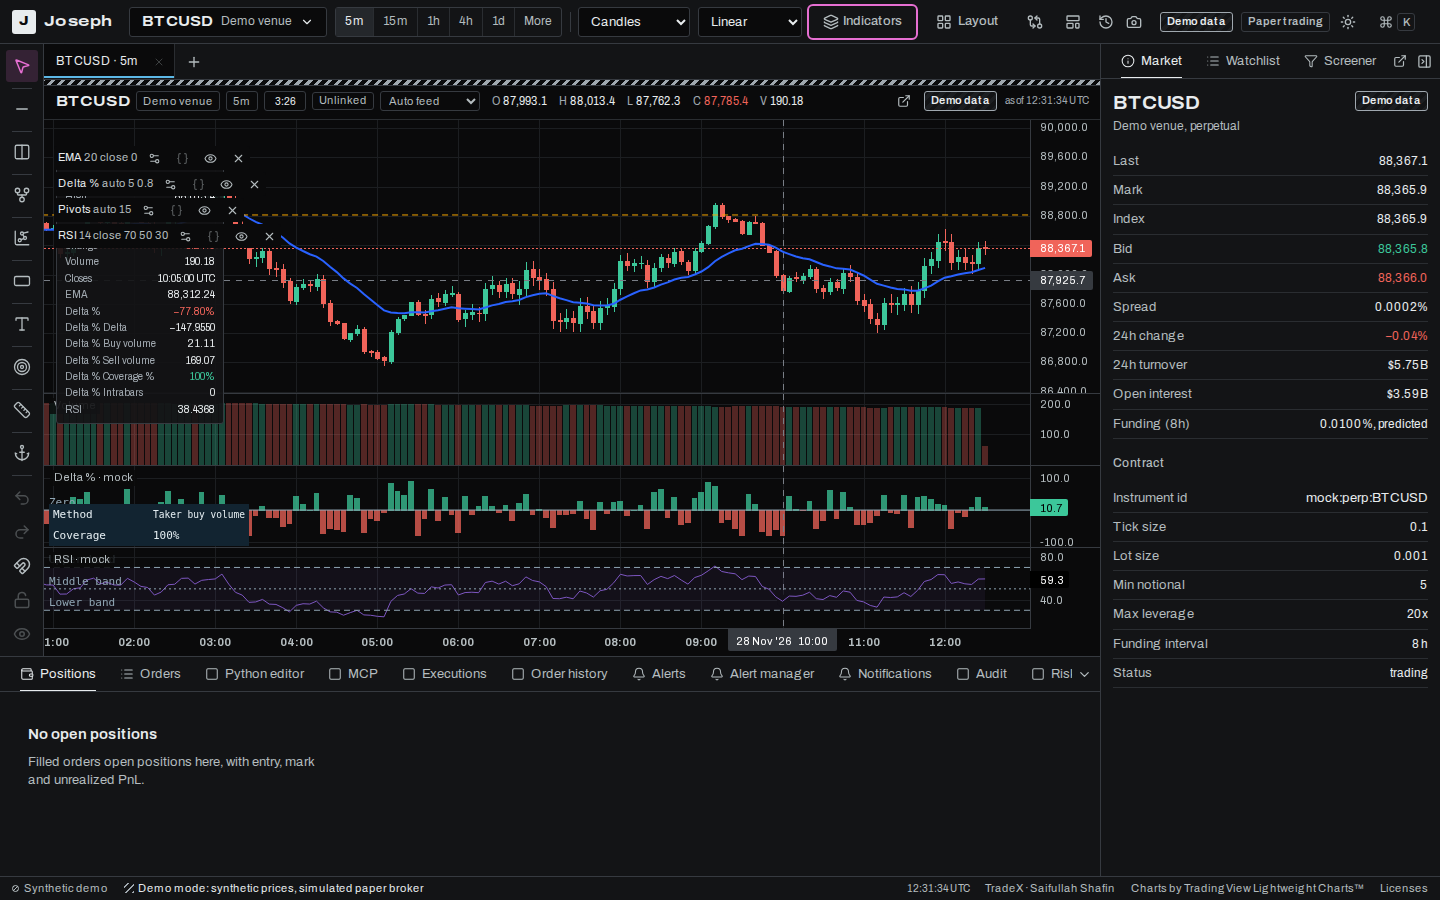 J Joseph BTCUSD Demo venue 5m 15m 1h 4h 1d More Candles Linear Indicators Layout Demo data Paper trading ⌘ K
BTCUSD · 5m
Market Watchlist Screener
BTCUSD Demo venue 5m 3:26 Unlinked Auto feed O 87,993.1 H 88,013.4 L 87,762.3 C 87,785.4 V 190.18 Demo data as of 12:31:34 UTC
EMA 20 close 0
Delta % auto 5 0.8
Pivots auto 15
RSI 14 close 70 50 30
Volume 190.18
Closes 10:05:00 UTC
EMA 88,312.24
Delta % −77.80%
Delta % Delta −147.9550
Delta % Buy volume 21.11
Delta % Sell volume 169.07
Delta % Coverage % 100%
Delta % Intrabars 0
RSI 38.4368
90,000.0
89,600.0
89,200.0
88,800.0
88,367.1
87,925.7
87,600.0
87,200.0
86,800.0
86,400.0
200.0
100.0
Delta % · mock
100.0
10.7
-100.0
Method Taker buy volume
Coverage 100%
RSI · mock
Middle band
Lower band
80.0
59.3
40.0
1:00 02:00 03:00 04:00 05:00 06:00 07:00 08:00 09:00 28 Nov '26 10:00 11:00 12:00
BTCUSD Demo data
Demo venue, perpetual
Last 88,367.1
Mark 88,365.9
Index 88,365.9
Bid 88,365.8
Ask 88,366.0
Spread 0.0002%
24h change −0.04%
24h turnover $5.75B
Open interest $3.59B
Funding (8h) 0.0100%, predicted
Contract
Instrument id mock:perp:BTCUSD
Tick size 0.1
Lot size 0.001
Min notional 5
Max leverage 20x
Funding interval 8h
Status trading
Positions Orders Python editor MCP Executions Order history Alerts Alert manager Notifications Audit
No open positions
Filled orders open positions here, with entry, mark
and unrealized PnL.
Synthetic demo Demo mode: synthetic prices, simulated paper broker 12:31:34 UTC TradeX · Saifullah Shafin Charts by TradingView Lightweight Charts™ Licenses